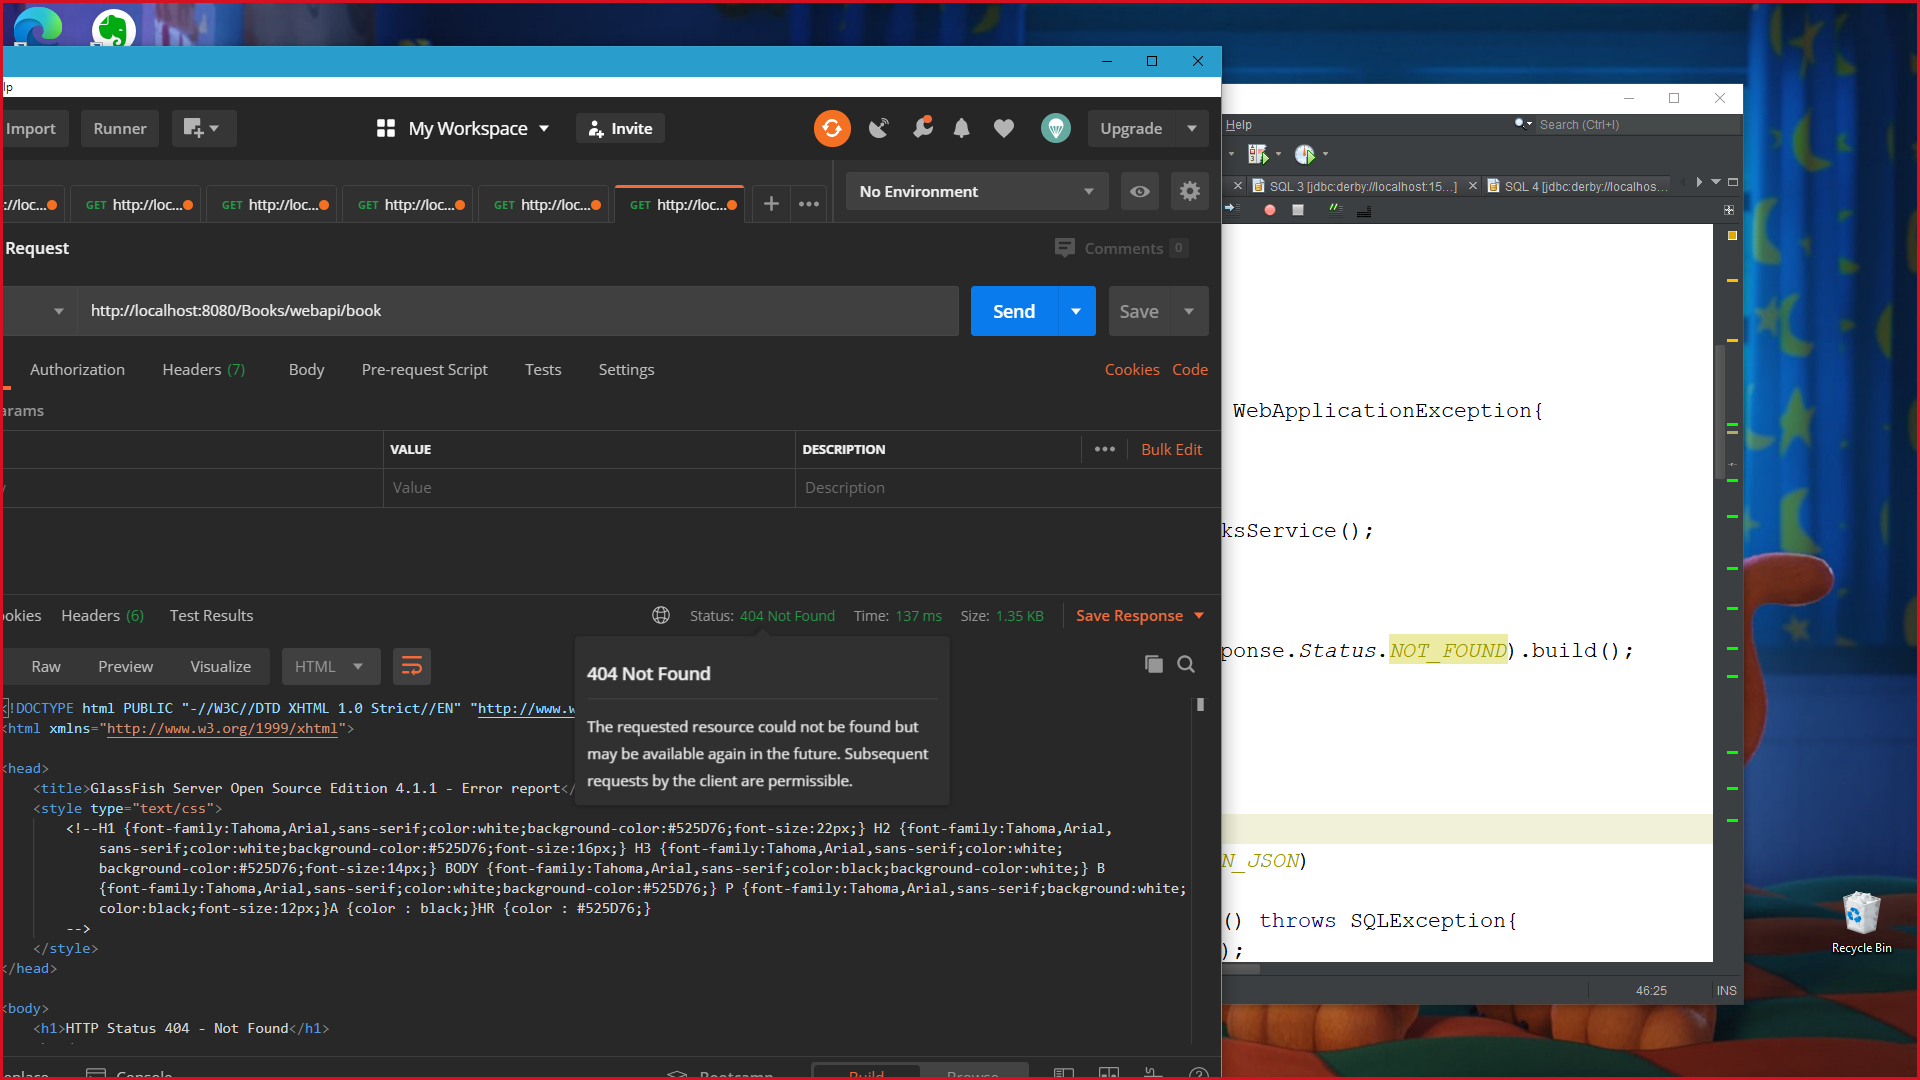 lp
Import
Runner
My Workspace
Invite
Upgrade
GET http://loc...
GET http://loc...
GET http://loc...
GET http://loc...
GET http://loc...
No Environment
Request
Comments 0
http://localhost:8080/Books/webapi/book
Send
Save
Authorization
Headers (7)
Body
Pre-request Script
Tests
Settings
Cookies
Code
arams
VALUE
DESCRIPTION
Bulk Edit
Value
Description
okies
Headers (6)
Test Results
Status: 404 Not Found
Time: 137 ms
Size: 1.35 KB
Save Response
Raw
Preview
Visualize
HTML
404 Not Found
The requested resource could not be found but
may be available again in the future. Subsequent
requests by the client are permissible.
<!DOCTYPE html PUBLIC "-//W3C//DTD XHTML 1.0 Strict//EN" "http://www.w
<html xmlns="http://www.w3.org/1999/xhtml">
<head>
<title>GlassFish Server Open Source Edition 4.1.1 - Error report</
<style type="text/css">
<!--H1 {font-family:Tahoma,Arial,sans-serif;color:white;background-color:#525D76;font-size:22px;} H2 {font-family:Tahoma,Arial,
sans-serif;color:white;background-color:#525D76;font-size:16px;} H3 {font-family:Tahoma,Arial,sans-serif;color:white;
background-color:#525D76;font-size:14px;} BODY {font-family:Tahoma,Arial,sans-serif;color:black;background-color:white;} B
{font-family:Tahoma,Arial,sans-serif;color:white;background-color:#525D76;} P {font-family:Tahoma,Arial,sans-serif;background:white;
color:black;font-size:12px;}A {color : black;}HR {color : #525D76;}
-->
</style>
</head>
<body>
<h1>HTTP Status 404 - Not Found</h1>
Console
Bootcamp
Build
Browse
Help
Search (Ctrl+I)
SQL 3 [jdbc:derby://localhost:15...]
SQL 4 [jdbc:derby://localhos...
WebApplicationException{
ksService();
ponse.Status.NOT_FOUND).build();
N_JSON)
() throws SQLException{
);
46:25
INS
Recycle Bin